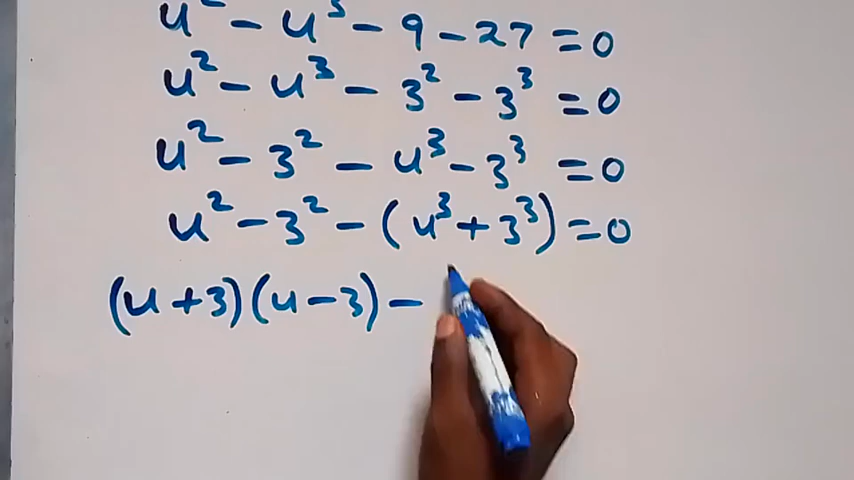 u² - u³ - 9 - 27 = 0
u² - u³ - 3² - 3³ = 0
u² - 3² - u³ - 3³ = 0
u² - 3² - (u³ + 3³) = 0
(u + 3)(u - 3) -